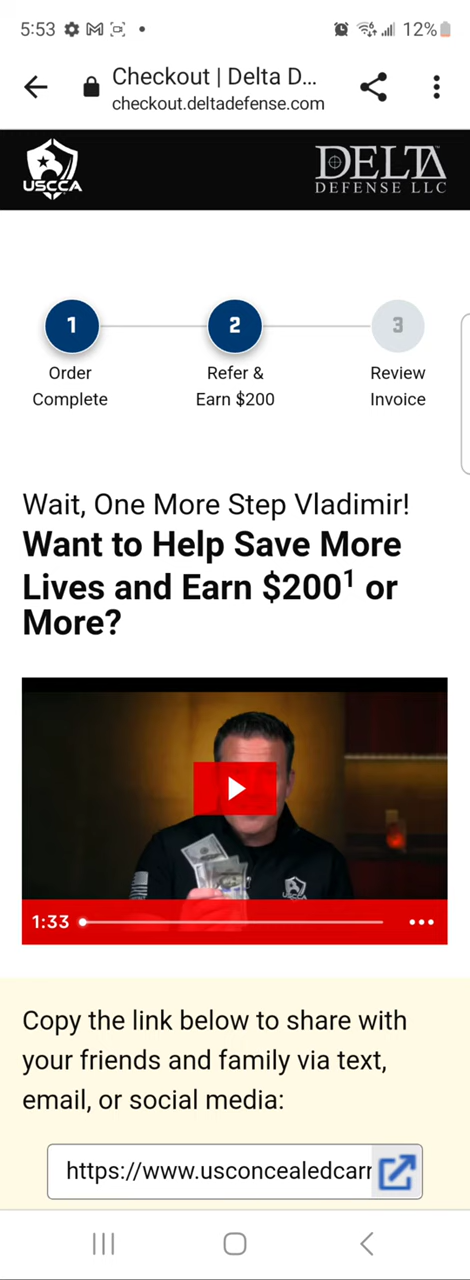 5:53
12%
Checkout | Delta D...
checkout.deltadefense.com
USCCA
DELTA
DEFENSE LLC
1
2
3
Order
Complete
Refer &
Earn $200
Review
Invoice
Wait, One More Step Vladimir!
Want to Help Save More
Lives and Earn $200¹ or
More?
1:33
Copy the link below to share with
your friends and family via text,
email, or social media:
https://www.usconcealedcarr